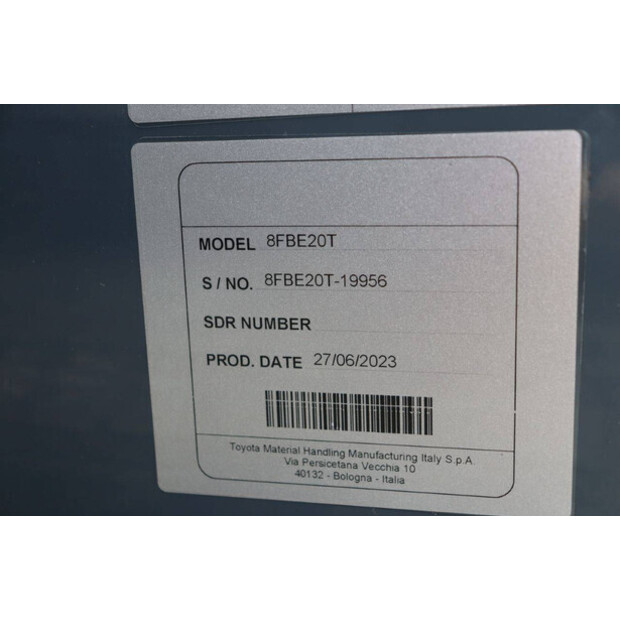 MODEL 8FBE20T
S / NO. 8FBE20T-19956
SDR NUMBER
PROD. DATE 27/06/2023
Toyota Material Handling Manufacturing Italy S.p.A
Via Persicetana Vecchia 10
40132 - Bologna - Italia